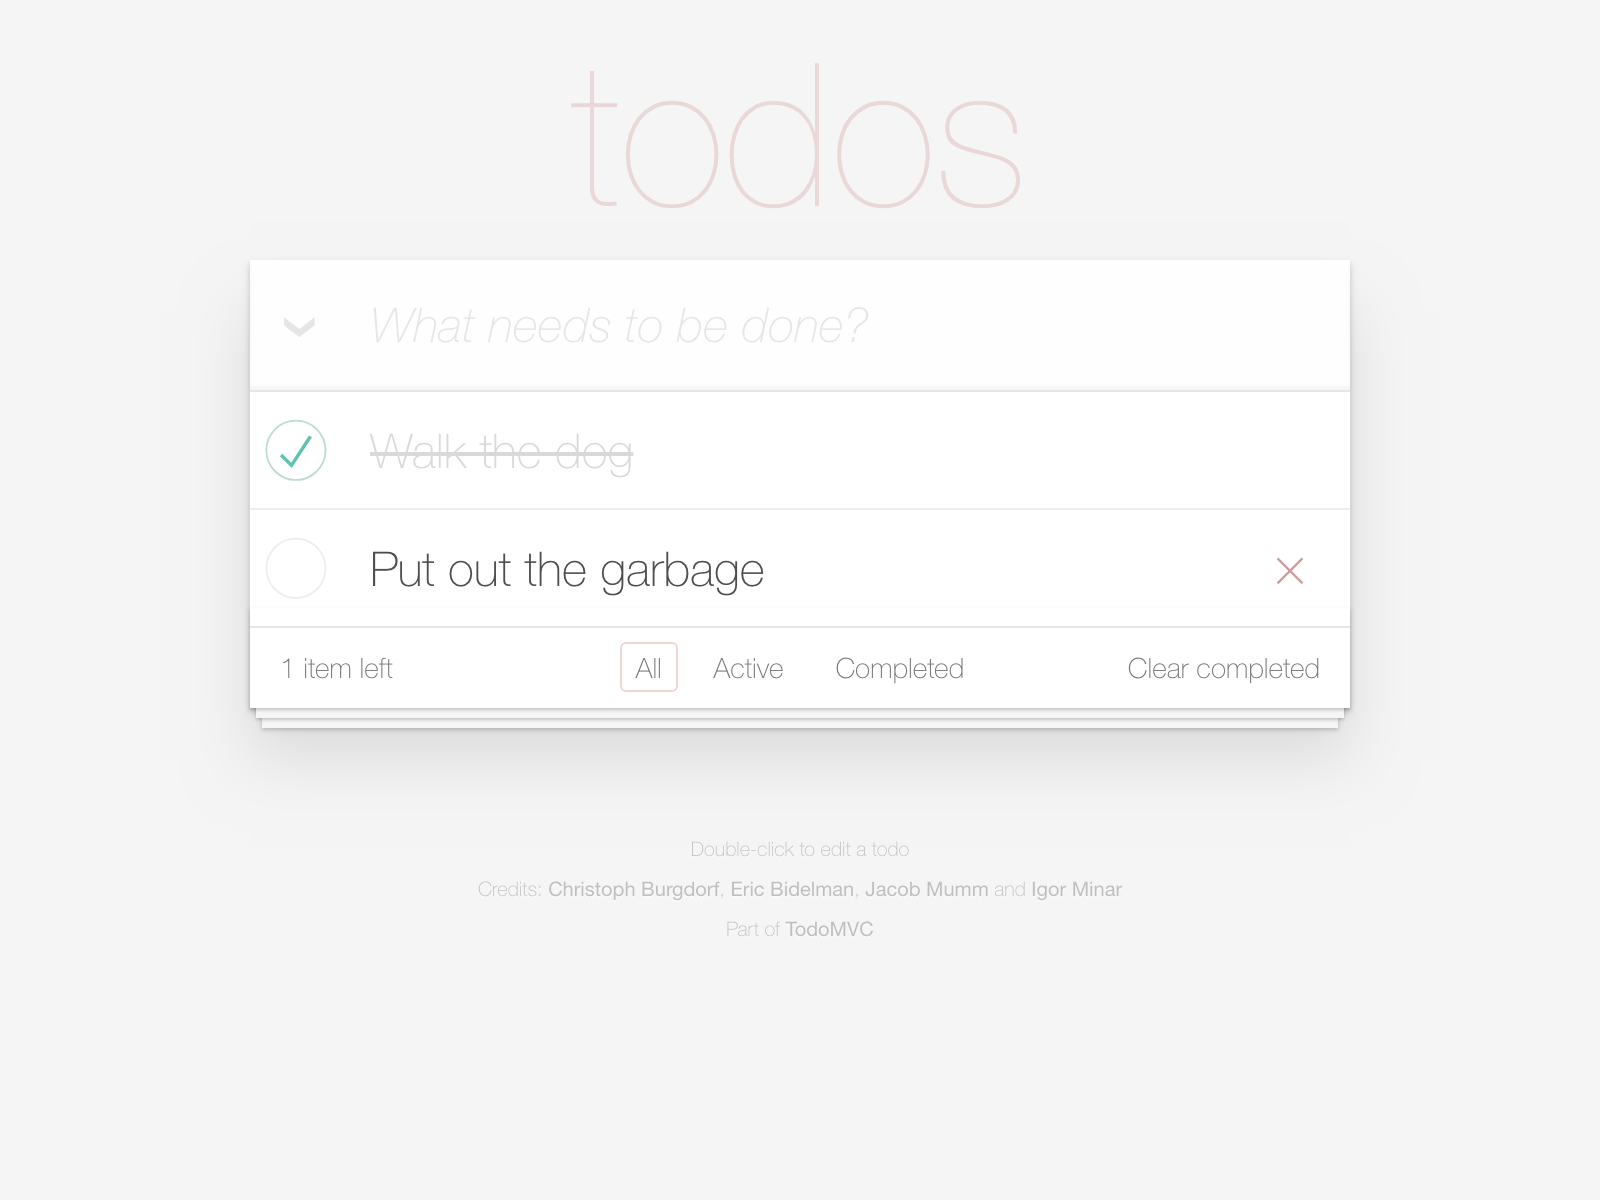 todos
What needs to be done?
Walk the dog
Put out the garbage
1 item left All Active Completed Clear completed
Double-click to edit a todo
Credits: Christoph Burgdorf, Eric Bidelman, Jacob Mumm and Igor Minar
Part of TodoMVC